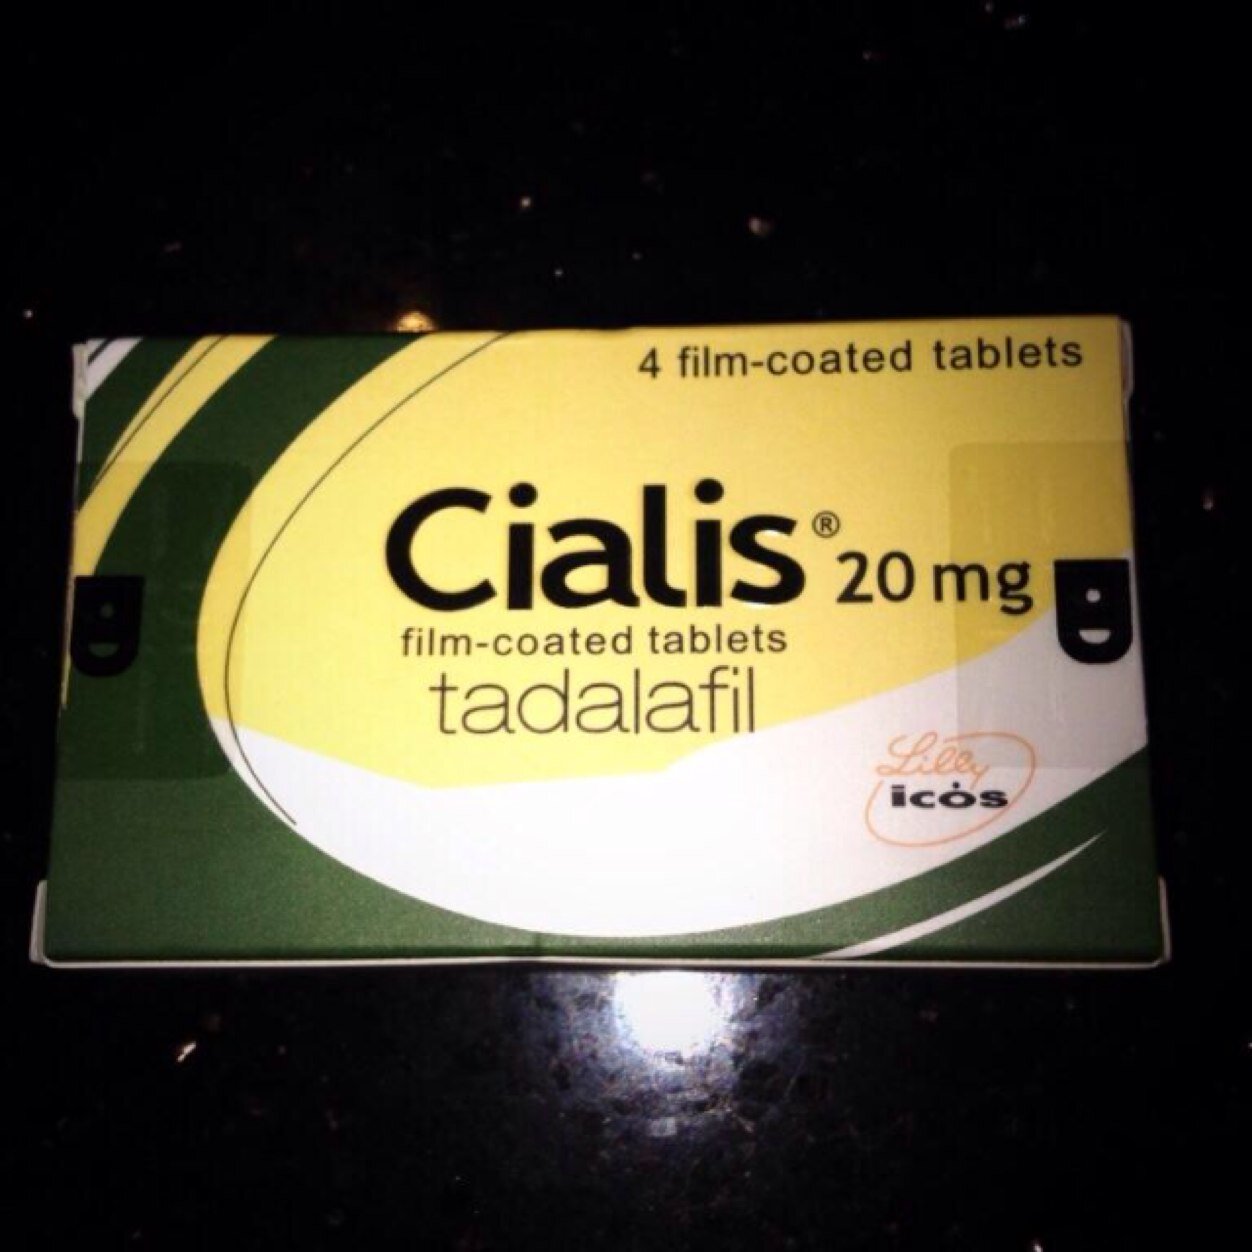 4 film-coated tablets
Cialis® 20 mg
film-coated tablets
tadalafil
Lilly
icos